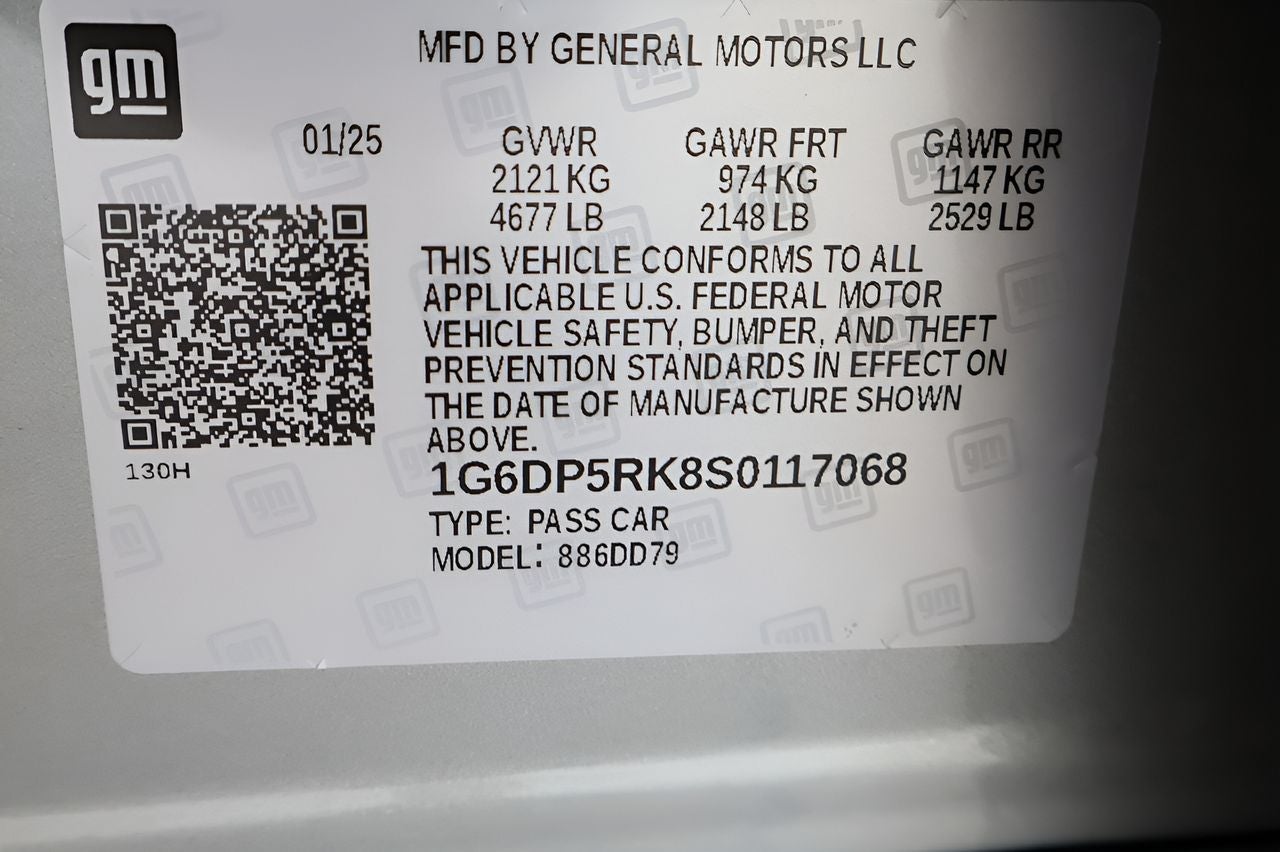 gm
MFD BY GENERAL MOTORS LLC
01/25 GVWR GAWR FRT GAWR RR
2121 KG 974 KG 1147 KG
4677 LB 2148 LB 2529 LB
THIS VEHICLE CONFORMS TO ALL
APPLICABLE U.S. FEDERAL MOTOR
VEHICLE SAFETY, BUMPER, AND THEFT
PREVENTION STANDARDS IN EFFECT ON
THE DATE OF MANUFACTURE SHOWN
ABOVE.
130H
1G6DP5RK8S0117068
TYPE: PASS CAR
MODEL: 886DD79